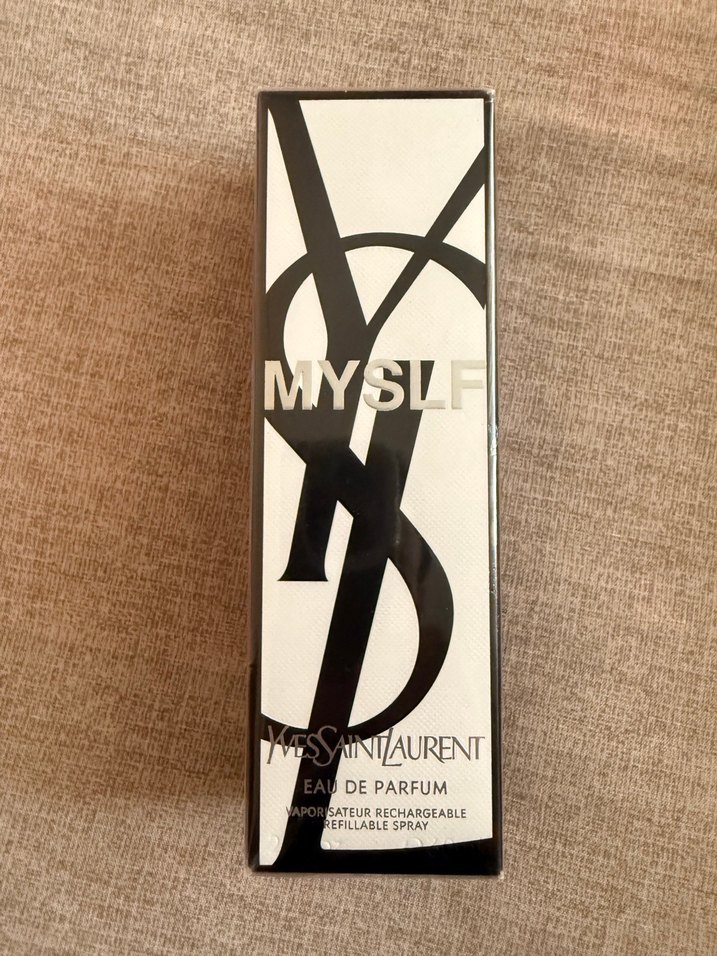 MYSLF
YVESSAINTLAURENT
EAU DE PARFUM
VAPORISATEUR RECHARGEABLE
REFILLABLE SPRAY